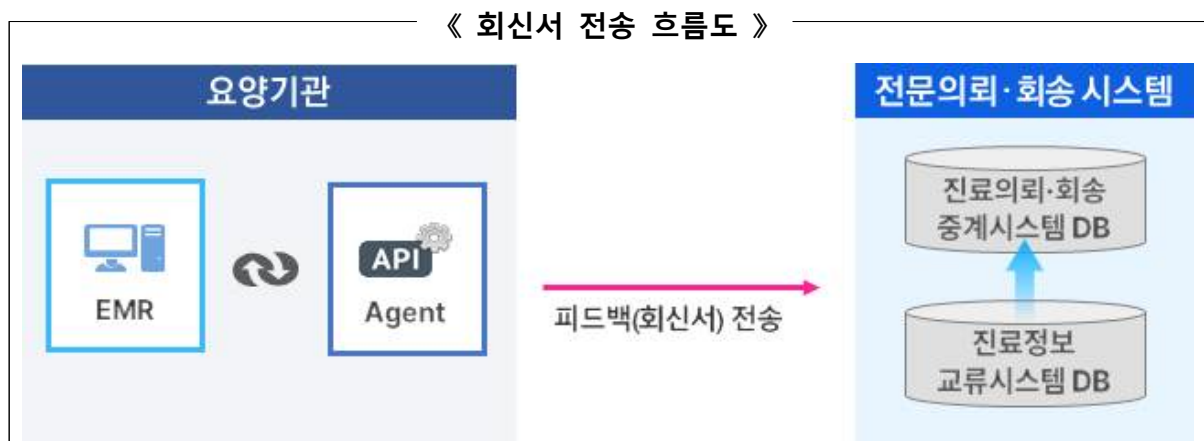 《 회신서 전송 흐름도 》
요양기관
EMR
API
Agent
피드백(회신서) 전송
전문의뢰·회송 시스템
진료의뢰·회송
중계시스템 DB
진료정보
교류시스템 DB